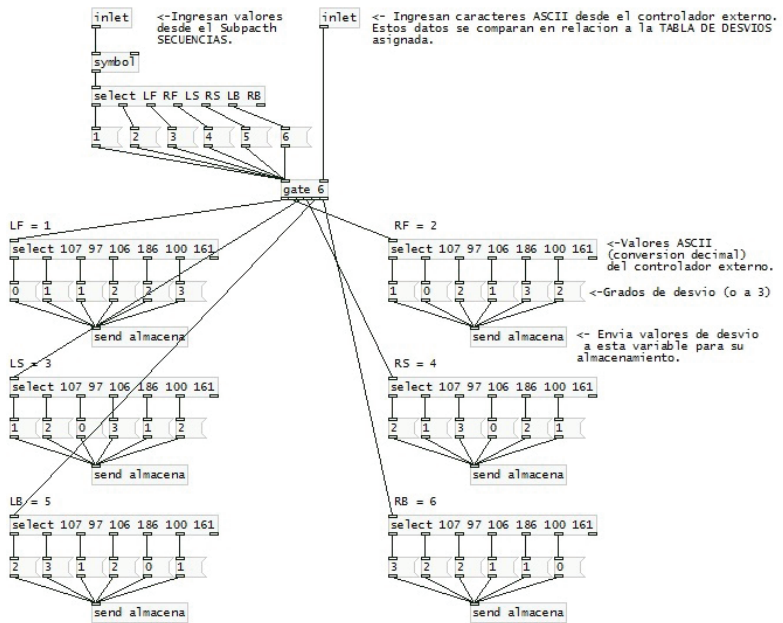 inlet
<-Ingresan valores
desde el Subpacth
SECUENCIAS.
inlet
<- Ingresan caracteres ASCII desde el controlador externo.
Estos datos se comparan en relacion a la TABLA DE DESVIOS
asignada.
symbol
select LF RF LS RS LB RB
1 2 3 4 5 6
gate 6
LF = 1
select 107 97 106 186 100 161
0 1 1 2 2 3
send almacena
RF = 2
select 107 97 106 186 100 161
<-Valores ASCII
(conversion decimal)
del controlador externo.
1 0 2 1 3 2
<-Grados de desvio (o a 3)
send almacena
<- Envia valores de desvio
a esta variable para su
almacenamiento.
LS = 3
select 107 97 106 186 100 161
1 2 0 3 1 2
send almacena
RS = 4
select 107 97 106 186 100 161
2 1 3 0 2 1
send almacena
LB = 5
select 107 97 106 186 100 161
2 3 1 2 0 1
send almacena
RB = 6
select 107 97 106 186 100 161
3 2 2 1 1 0
send almacena